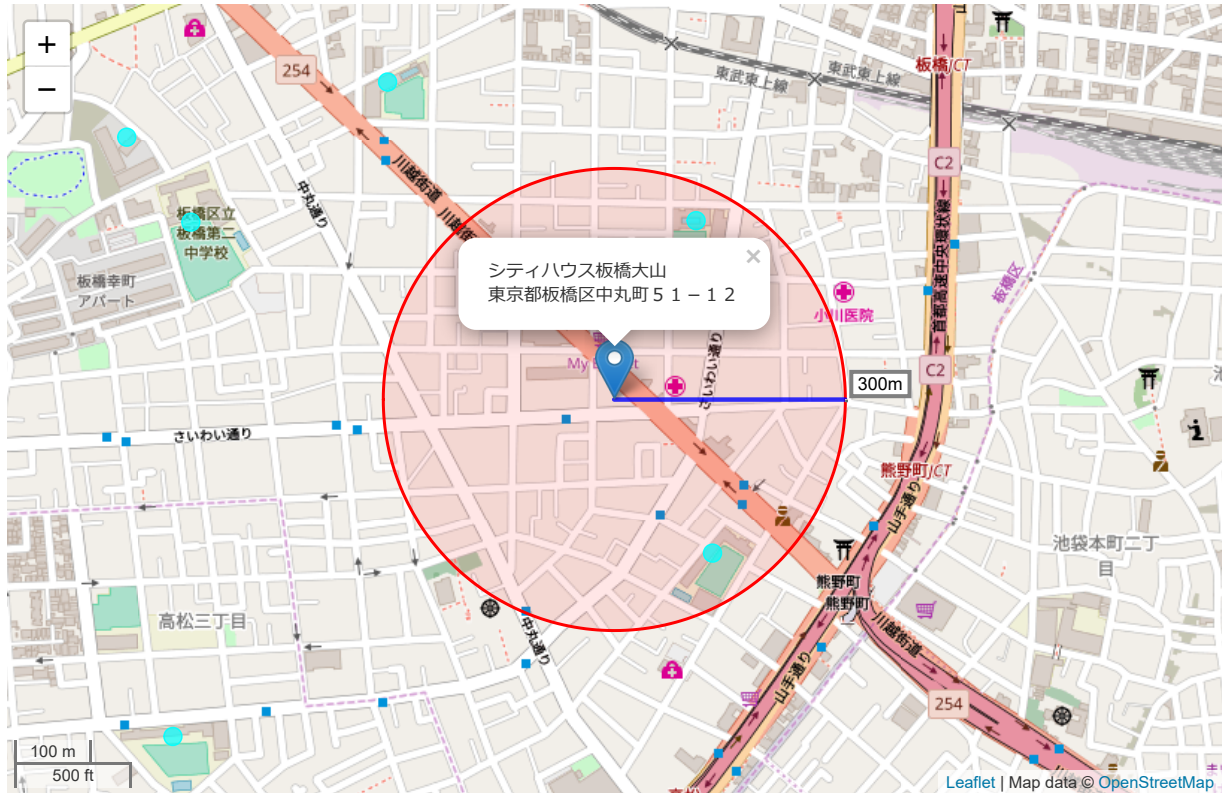 +
−
254
板橋JCT
東武東上線
東武東上線
C2
川越街道
中丸通り
板橋区立
板橋第二
中学校
首都高速中央環状線
板橋区
板橋幸町
アパート
シティハウス板橋大山
東京都板橋区中丸町５１－１２
×
小川医院
さいわい通り
C2
300m
さいわい通り
熊野町JCT
山手通り
池袋本町二丁
目
熊野町
熊野町
高松三丁目
中丸通り
川越街道
山手通り
254
100 m
500 ft
Leaflet | Map data © OpenStreetMap